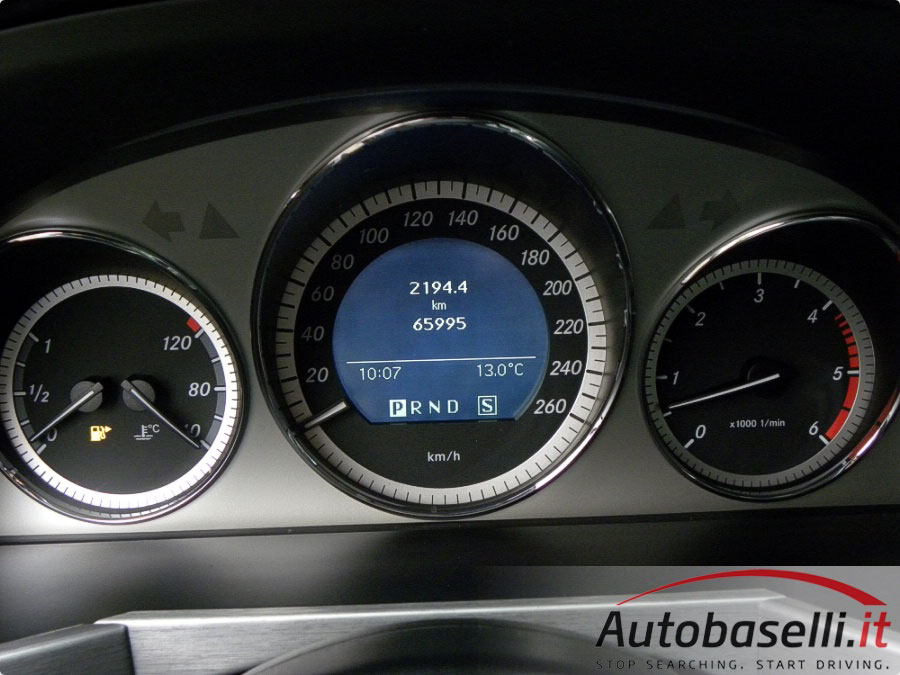 2194.4
km
65995
10:07 13.0°C
P R N D S
20 40 60 80 100 120 140 160 180 200 220 240 260
km/h
0 1/2 1
40 80 120
°C
0 1 2 3 4 5 6
x1000 1/min
Autobaselli.it
STOP SEARCHING. START DRIVING.